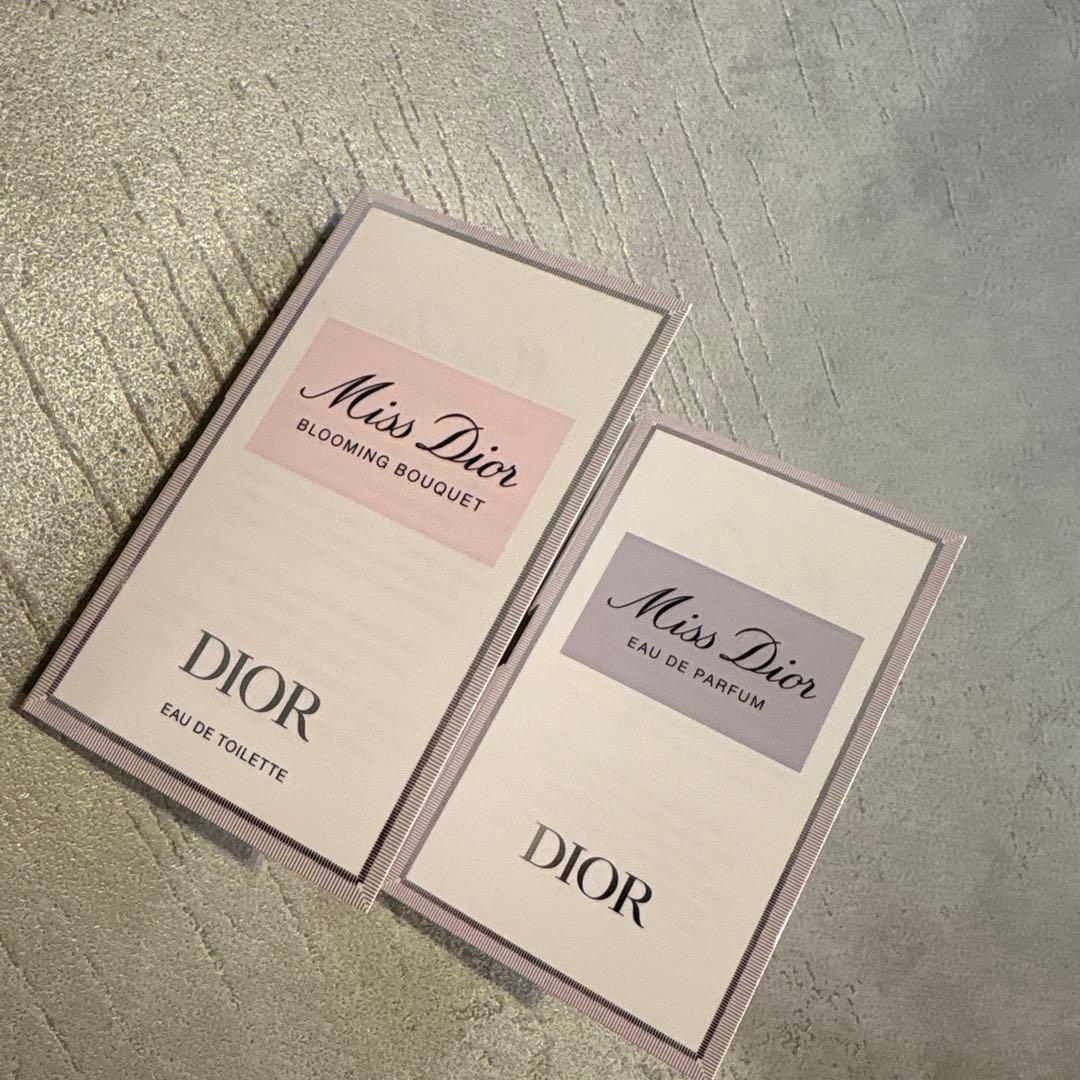 Miss Dior
BLOOMING BOUQUET
DIOR
EAU DE TOILETTE
Miss Dior
EAU DE PARFUM
DIOR